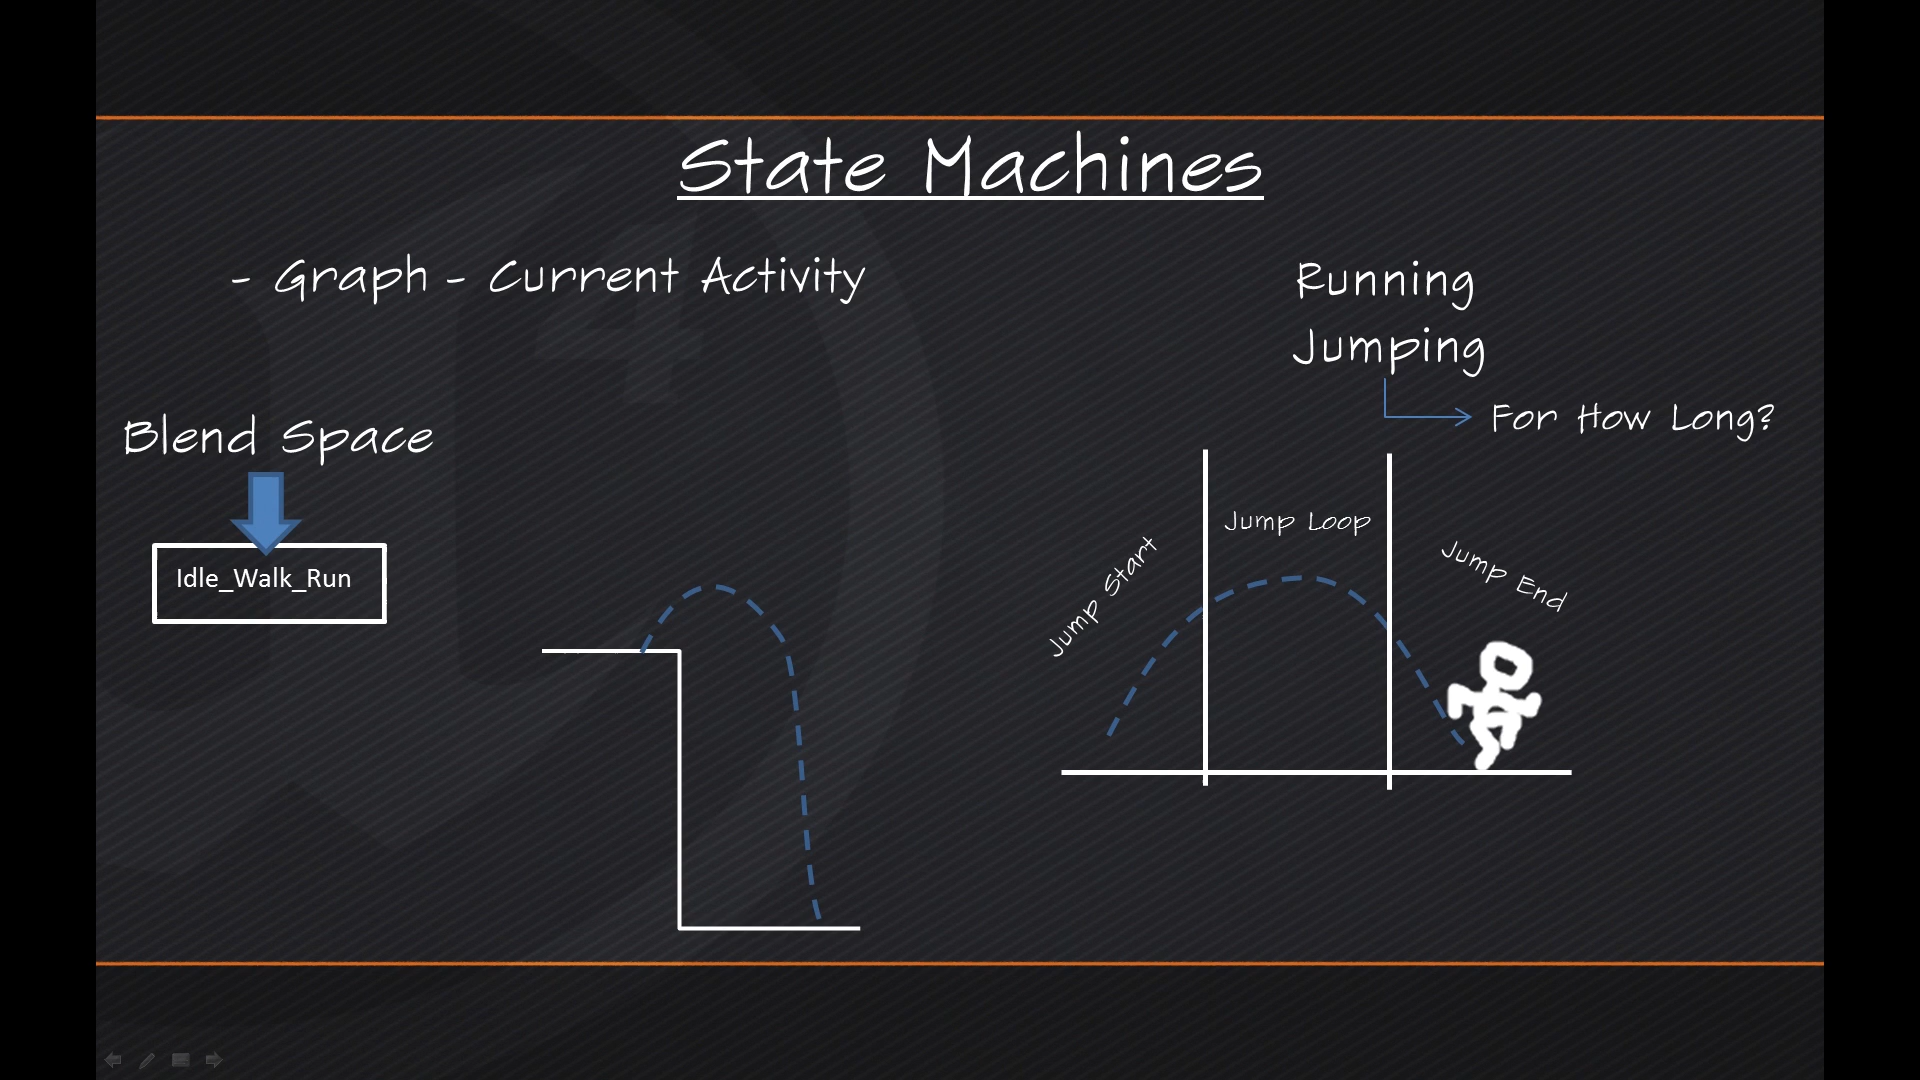 State Machines
- Graph - Current Activity
Running
Jumping
For How Long?
Blend Space
Idle_Walk_Run
Jump Start
Jump Loop
Jump End